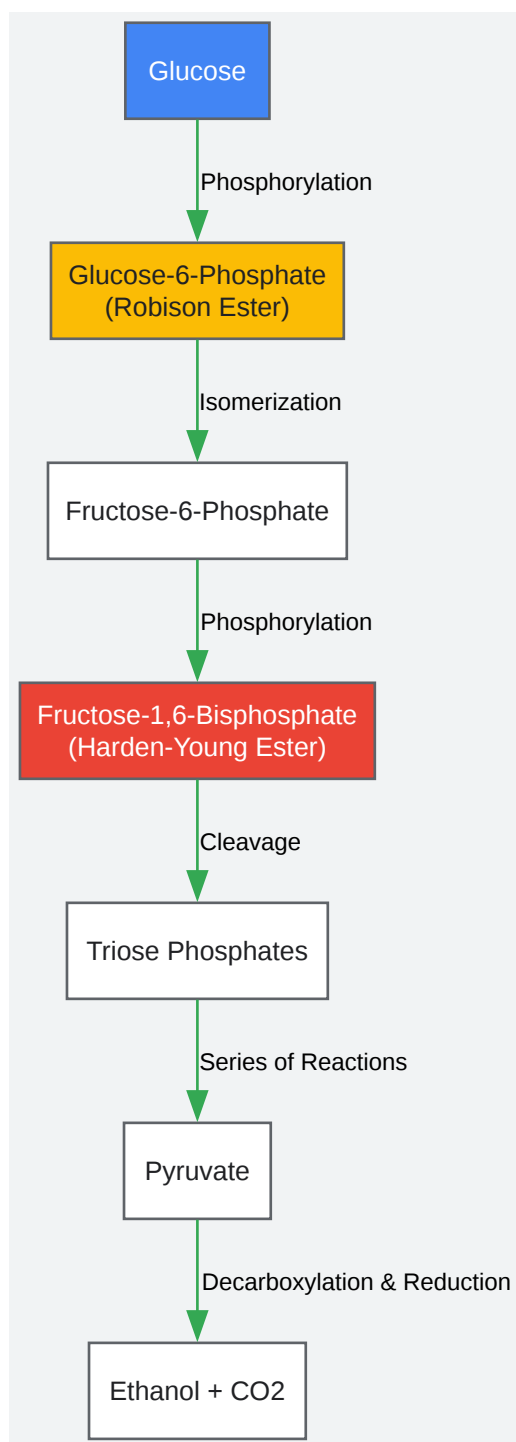 Glucose
Phosphorylation
Glucose-6-Phosphate
(Robison Ester)
Isomerization
Fructose-6-Phosphate
Phosphorylation
Fructose-1,6-Bisphosphate
(Harden-Young Ester)
Cleavage
Triose Phosphates
Series of Reactions
Pyruvate
Decarboxylation & Reduction
Ethanol + CO2